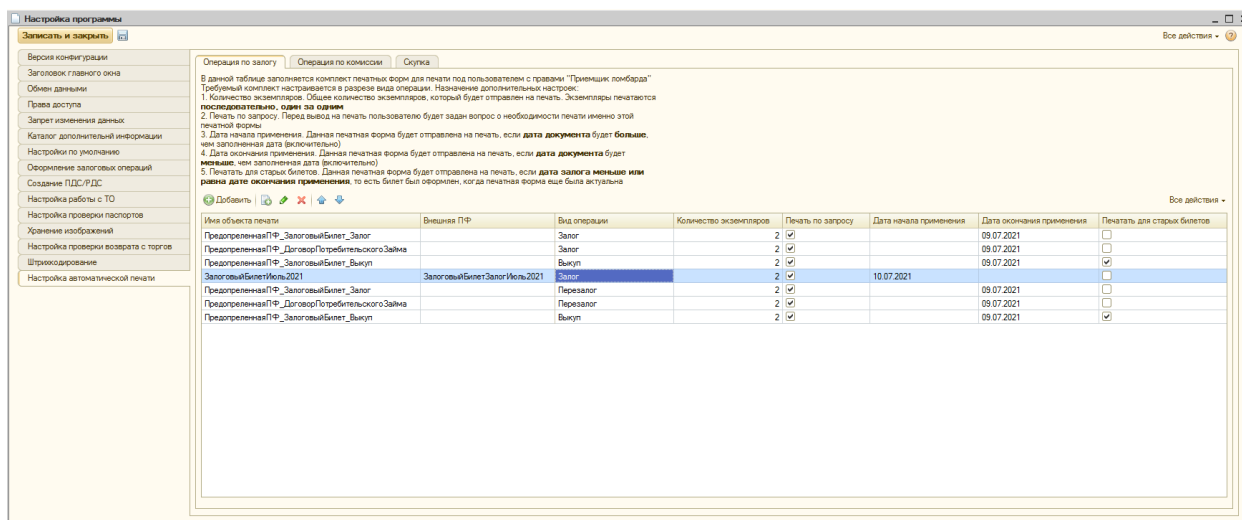 Настройка программы
Записать и закрыть
Все действия
Версия конфигурации
Заголовок главного окна
Обмен данными
Права доступа
Запрет изменения данных
Каталог дополнительнй информации
Настройки по умолчанию
Оформление залоговых операций
Создание ПДС/РДС
Настройка работы с ТО
Настройка проверки паспортов
Хранение изображений
Настройка проверки возврата с торгов
Штрихкодирование
Настройка автоматической печати
Операция по залогу Операция по комиссии Скупка
В данной таблице заполняется комплект печатных форм для печати под пользователем с правами "Приемщик ломбарда"
Требуемый комплект настраивается в разрезе вида операции. Назначение дополнительных настроек:
1. Количество экземпляров. Общее количество экземпляров, который будет отправлен на печать. Экземпляры печатаются
последовательно, один за одним
2. Печать по запросу. Перед вывод на печать пользователю будет задан вопрос о необходимости печати именно этой
печатной формы
3. Дата начала применения. Данная печатная форма будет отправлена на печать, если дата документа будет больше,
чем заполненная дата (включительно)
4. Дата окончания применения. Данная печатная форма будет отправлена на печать, если дата документа будет
меньше, чем заполненная дата (включительно)
5. Печатать для старых билетов. Данная печатная форма будет отправлена на печать, если дата залога меньше или
равна дате окончания применения, то есть билет был оформлен, когда печатная форма еще была актуальна
Добавить Все действия
Имя объекта печати Внешняя ПФ Вид операции Количество экземпляров Печать по запросу Дата начала применения Дата окончания применения Печатать для старых билетов
ПредопреленнаяПФ_ЗалоговыйБилет_Залог Залог 2 09.07.2021
ПредопреленнаяПФ_ДоговорПотребительскогоЗайма Залог 2 09.07.2021
ПредопреленнаяПФ_ЗалоговыйБилет_Выкуп Выкуп 2 09.07.2021
ЗалоговыйБилетИюль2021 ЗалоговыйБилетЗалогИюль2021 Залог 2 10.07.2021
ПредопреленнаяПФ_ЗалоговыйБилет_Залог Перезалог 2 09.07.2021
ПредопреленнаяПФ_ДоговорПотребительскогоЗайма Перезалог 2 09.07.2021
ПредопреленнаяПФ_ЗалоговыйБилет_Выкуп Выкуп 2 09.07.2021